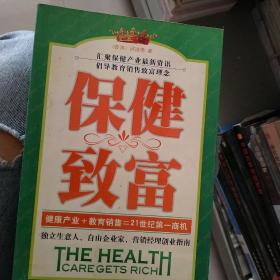 汇聚保健产业最新资讯
倡导教育销售致富理念
保健
致富
健康产业+教育销售=21世纪第一商机
独立生意人、自由企业家、营销经理创业指南
THE HEALTH
CAREGETS RICH